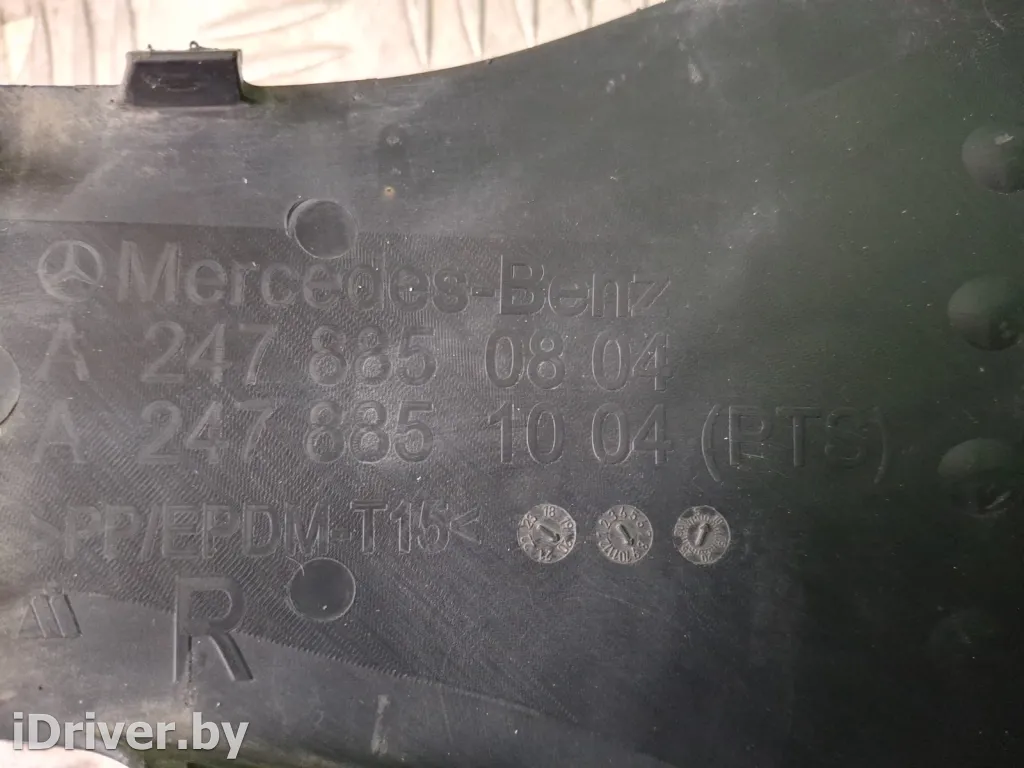 Mercedes-Benz
A 247 885 08 04
A 247 885 10 04 (PTS)
>PP/EPDM-T15<
R
iDriver.by